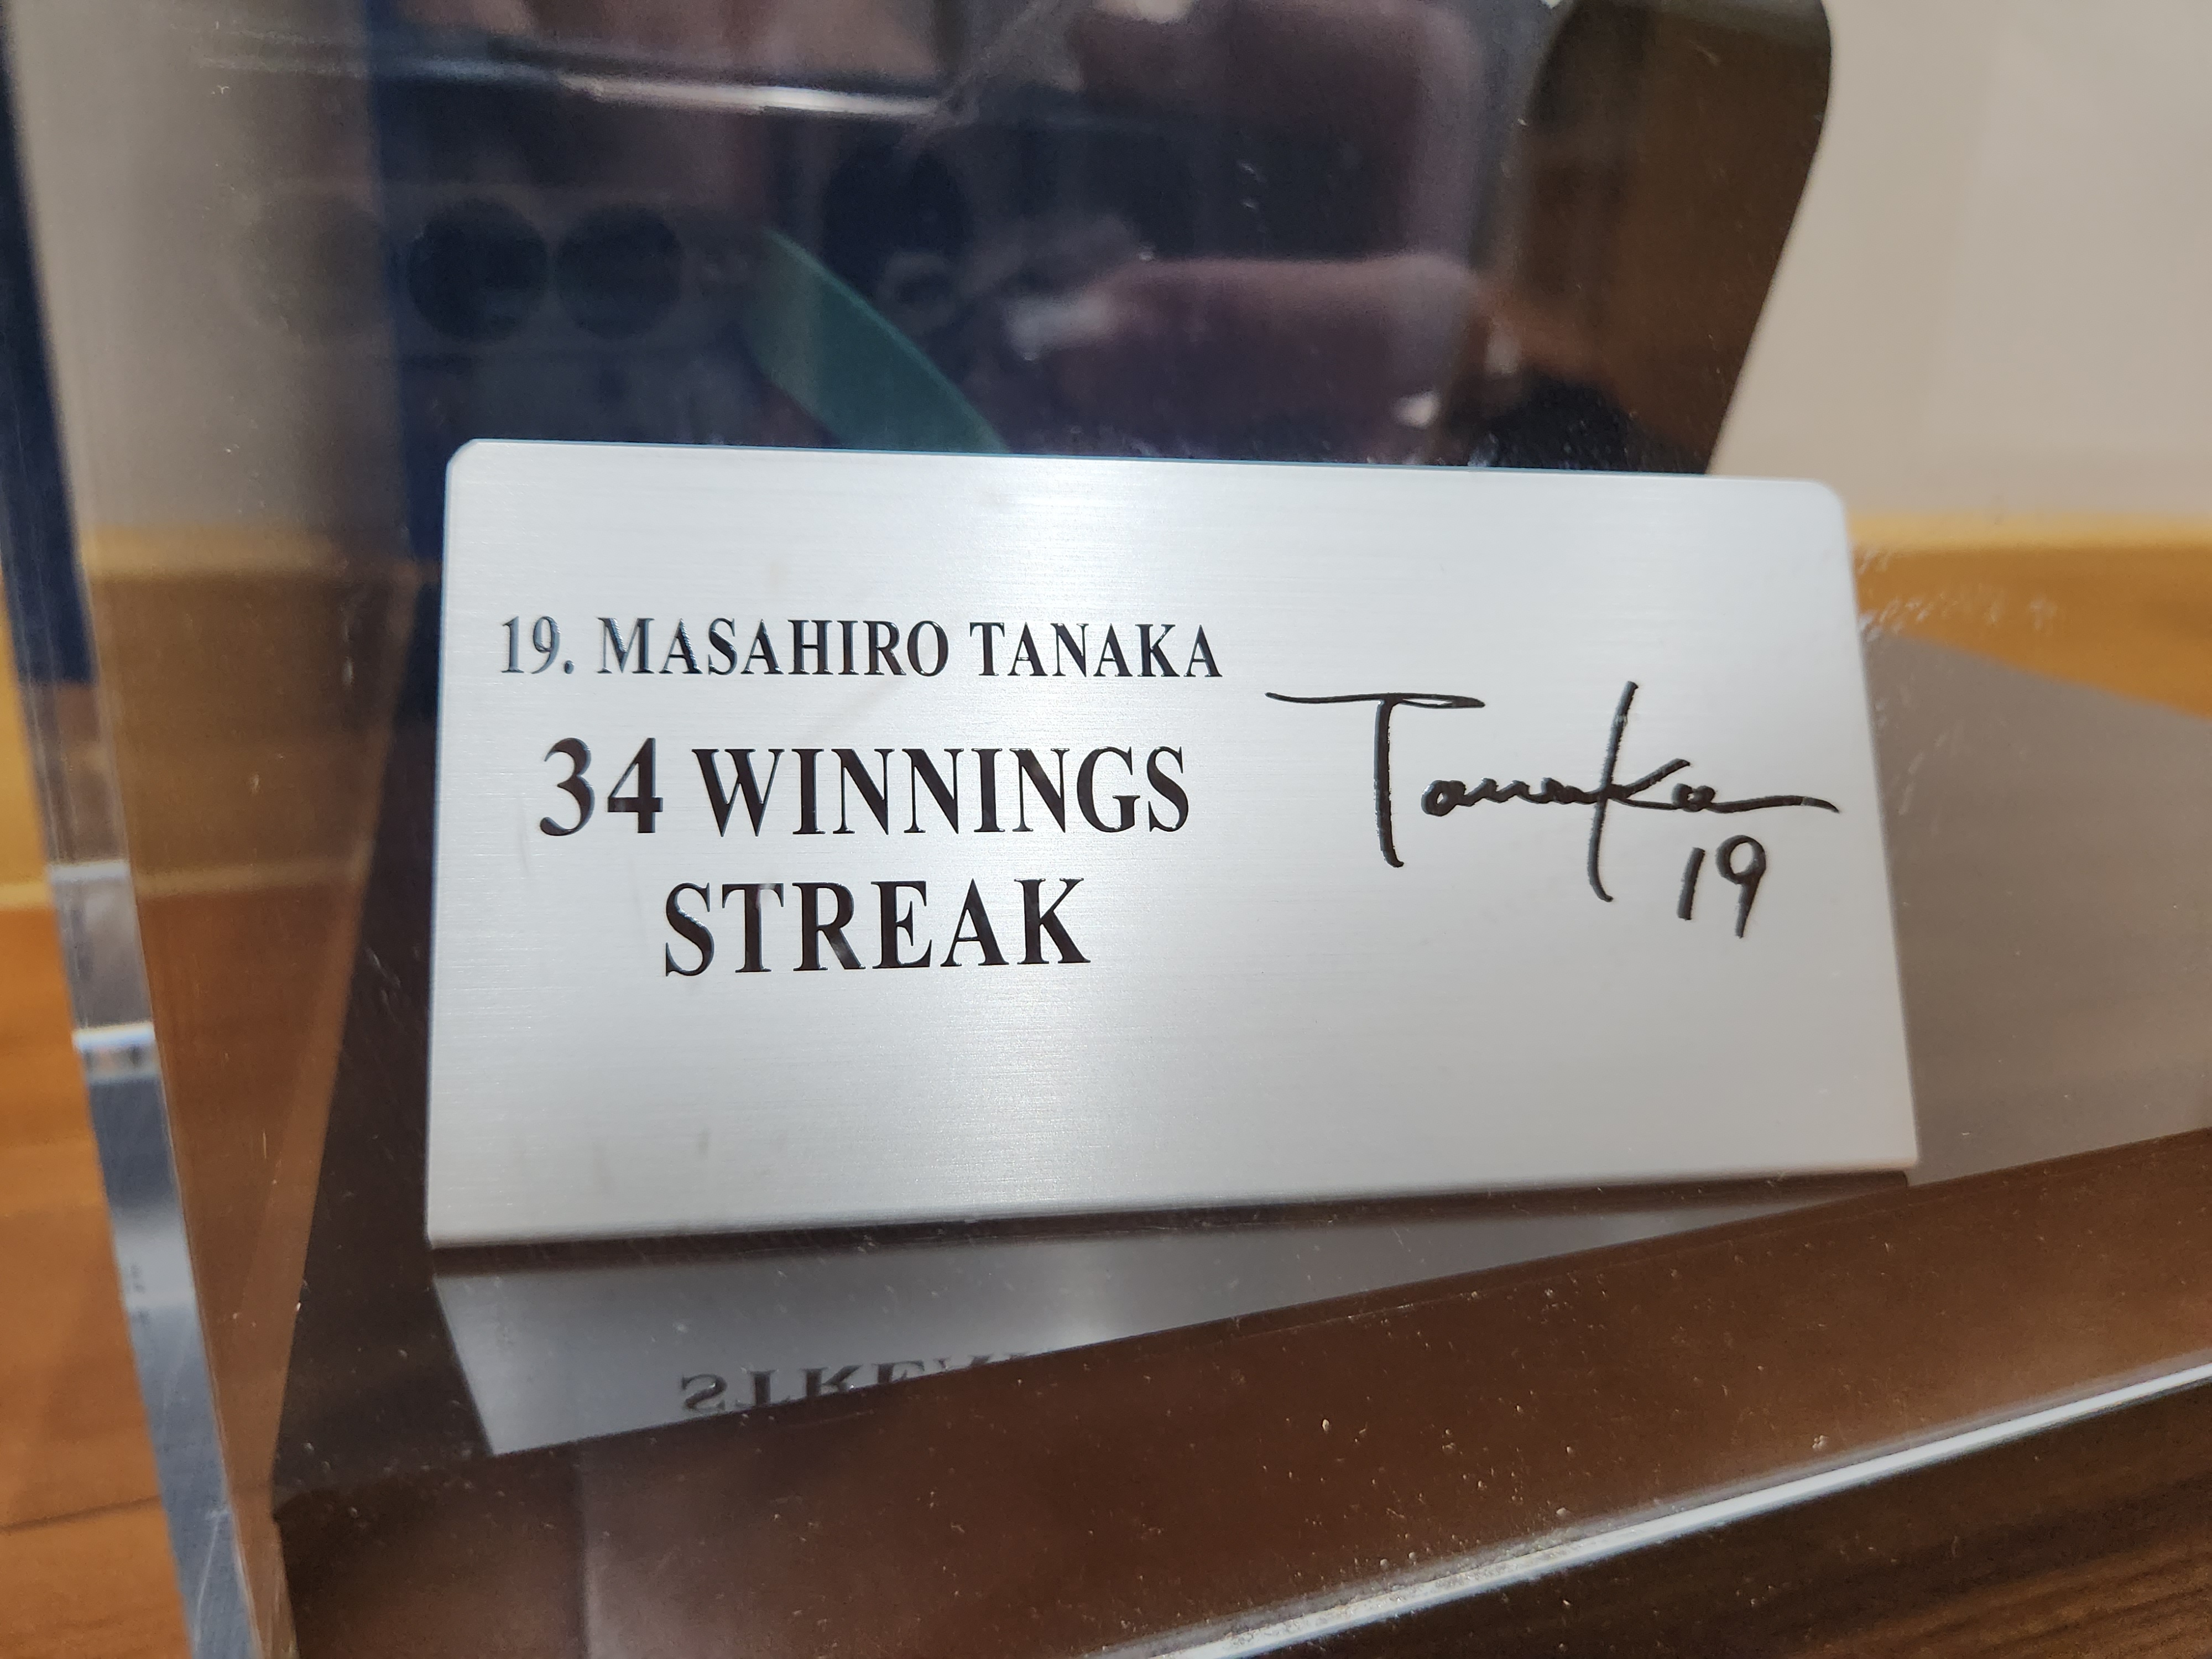 19. MASAHIRO TANAKA
34 WINNINGS
STREAK
Tanaka
19